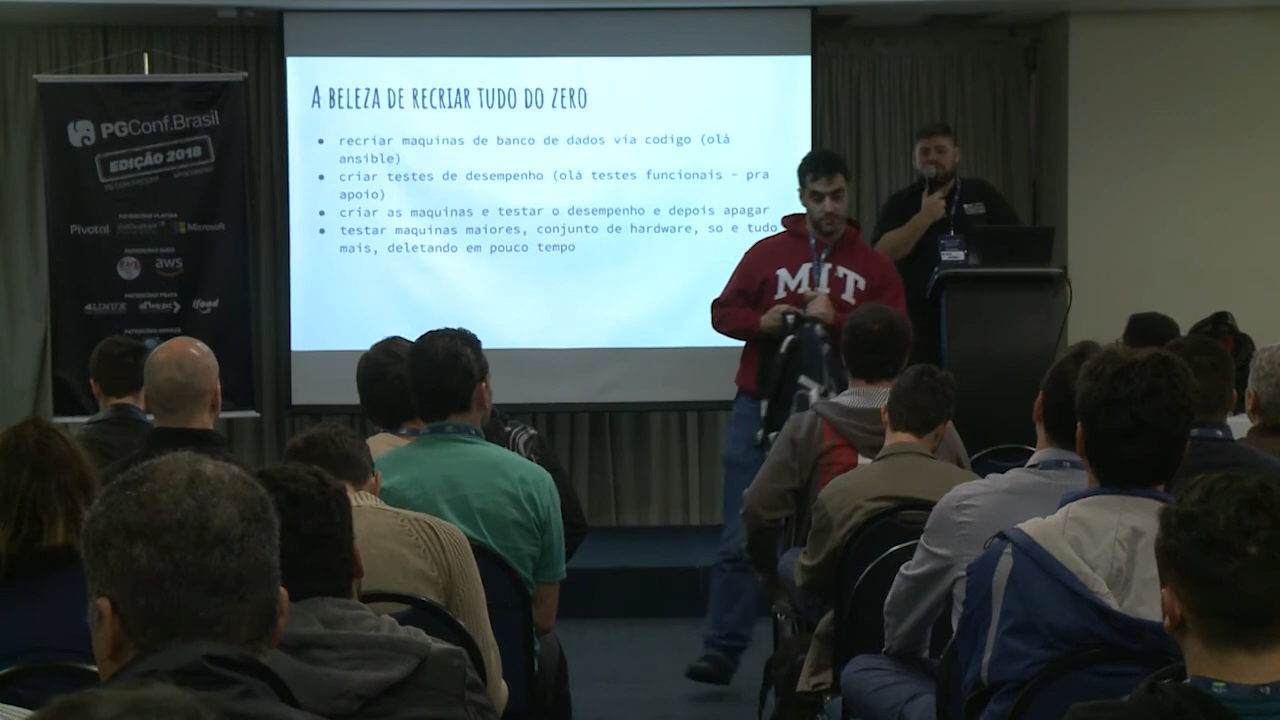 PGConf.Brasil
EDIÇÃO 2018
Pivotal
Microsoft
aws
4LINUX
ifood
A BELEZA DE RECRIAR TUDO DO ZERO
• recriar maquinas de banco de dados via codigo (olá
ansible)
• criar testes de desempenho (olá testes funcionais - pra
apoio)
• criar as maquinas e testar o desempenho e depois apagar
• testar maquinas maiores, conjunto de hardware, so e tudo
mais, deletando em pouco tempo
MIT